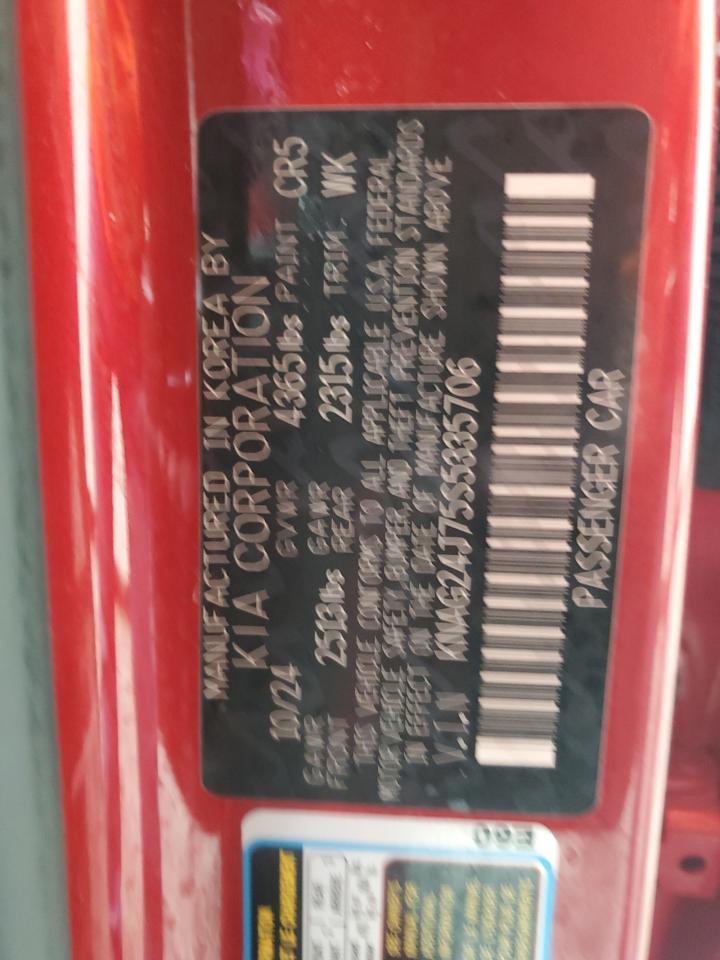 MANUFACTURED IN KOREA BY
KIA CORPORATION
10/24 GVWR 4365lbs PAINT CR5
GAWR FRONT 2513lbs GAWR REAR 2315lbs TRIM WK
THIS VEHICLE CONFORMS TO ALL APPLICABLE U.S.A. FEDERAL
MOTOR VEHICLE SAFETY, BUMPER, AND THEFT PREVENTION STANDARDS
IN EFFECT ON THE DATE OF MANUFACTURE SHOWN ABOVE
V.I.N KNAG24J75S5335706
PASSENGER CAR